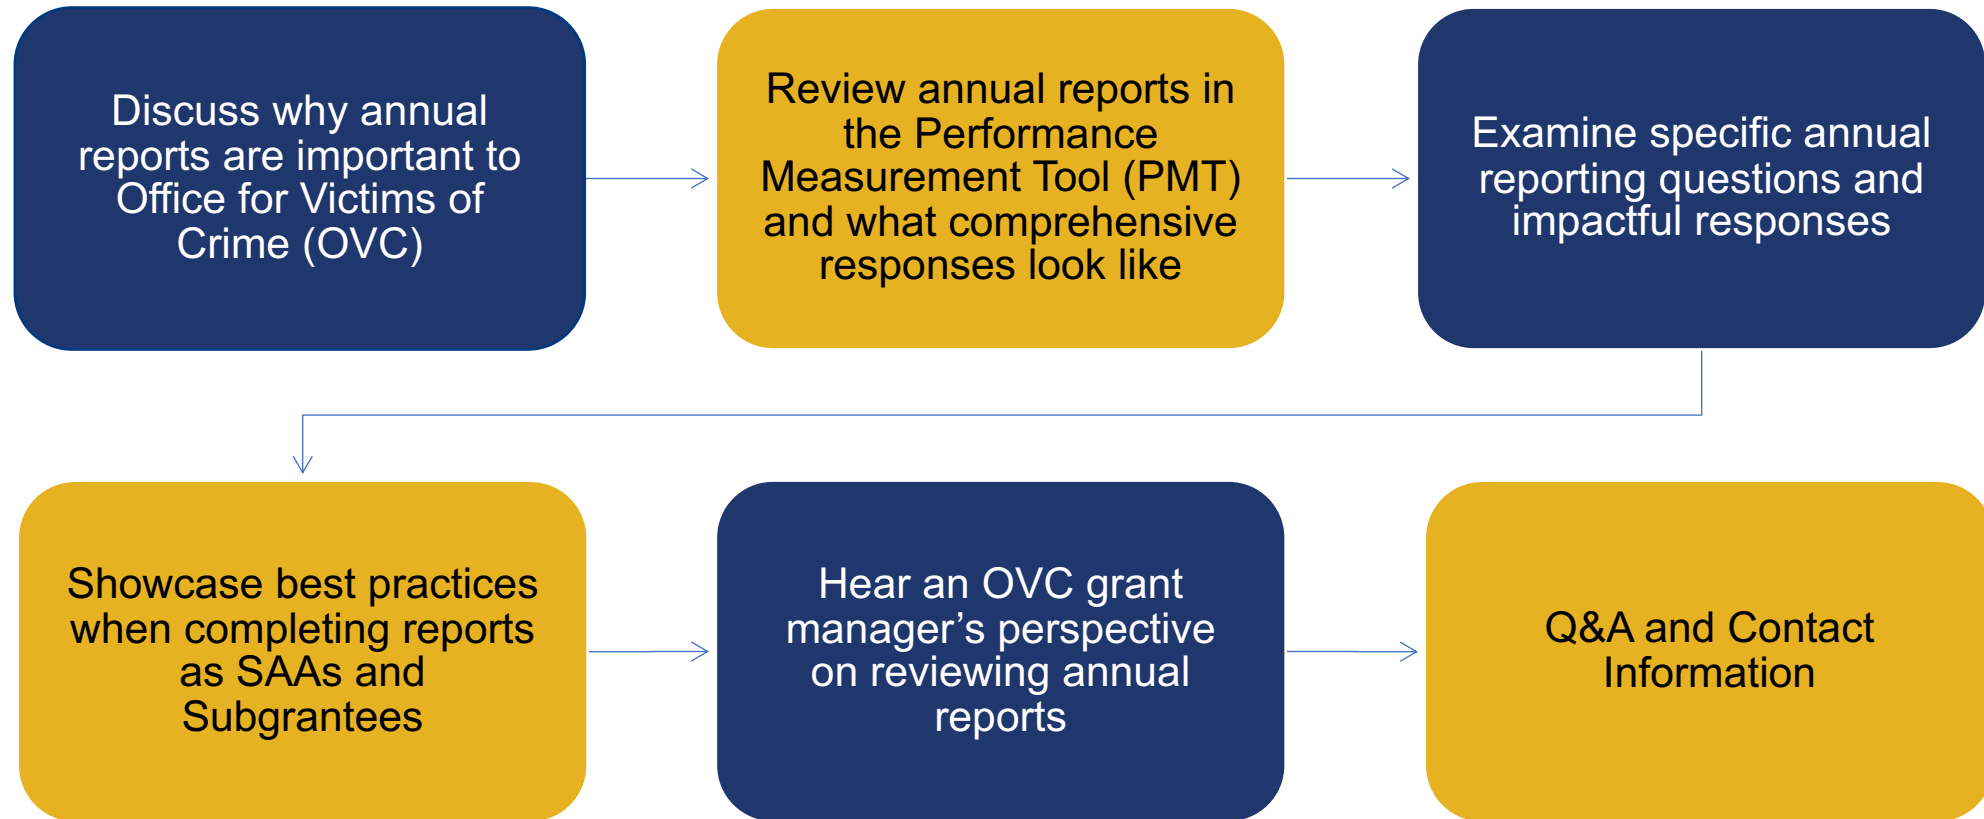 Discuss why annual
reports are important to
Office for Victims of
Crime (OVC)
Review annual reports in
the Performance
Measurement Tool (PMT)
and what comprehensive
responses look like
Examine specific annual
reporting questions and
impactful responses
Showcase best practices
when completing reports
as SAAs and
Subgrantees
Hear an OVC grant
manager’s perspective
on reviewing annual
reports
Q&A and Contact
Information